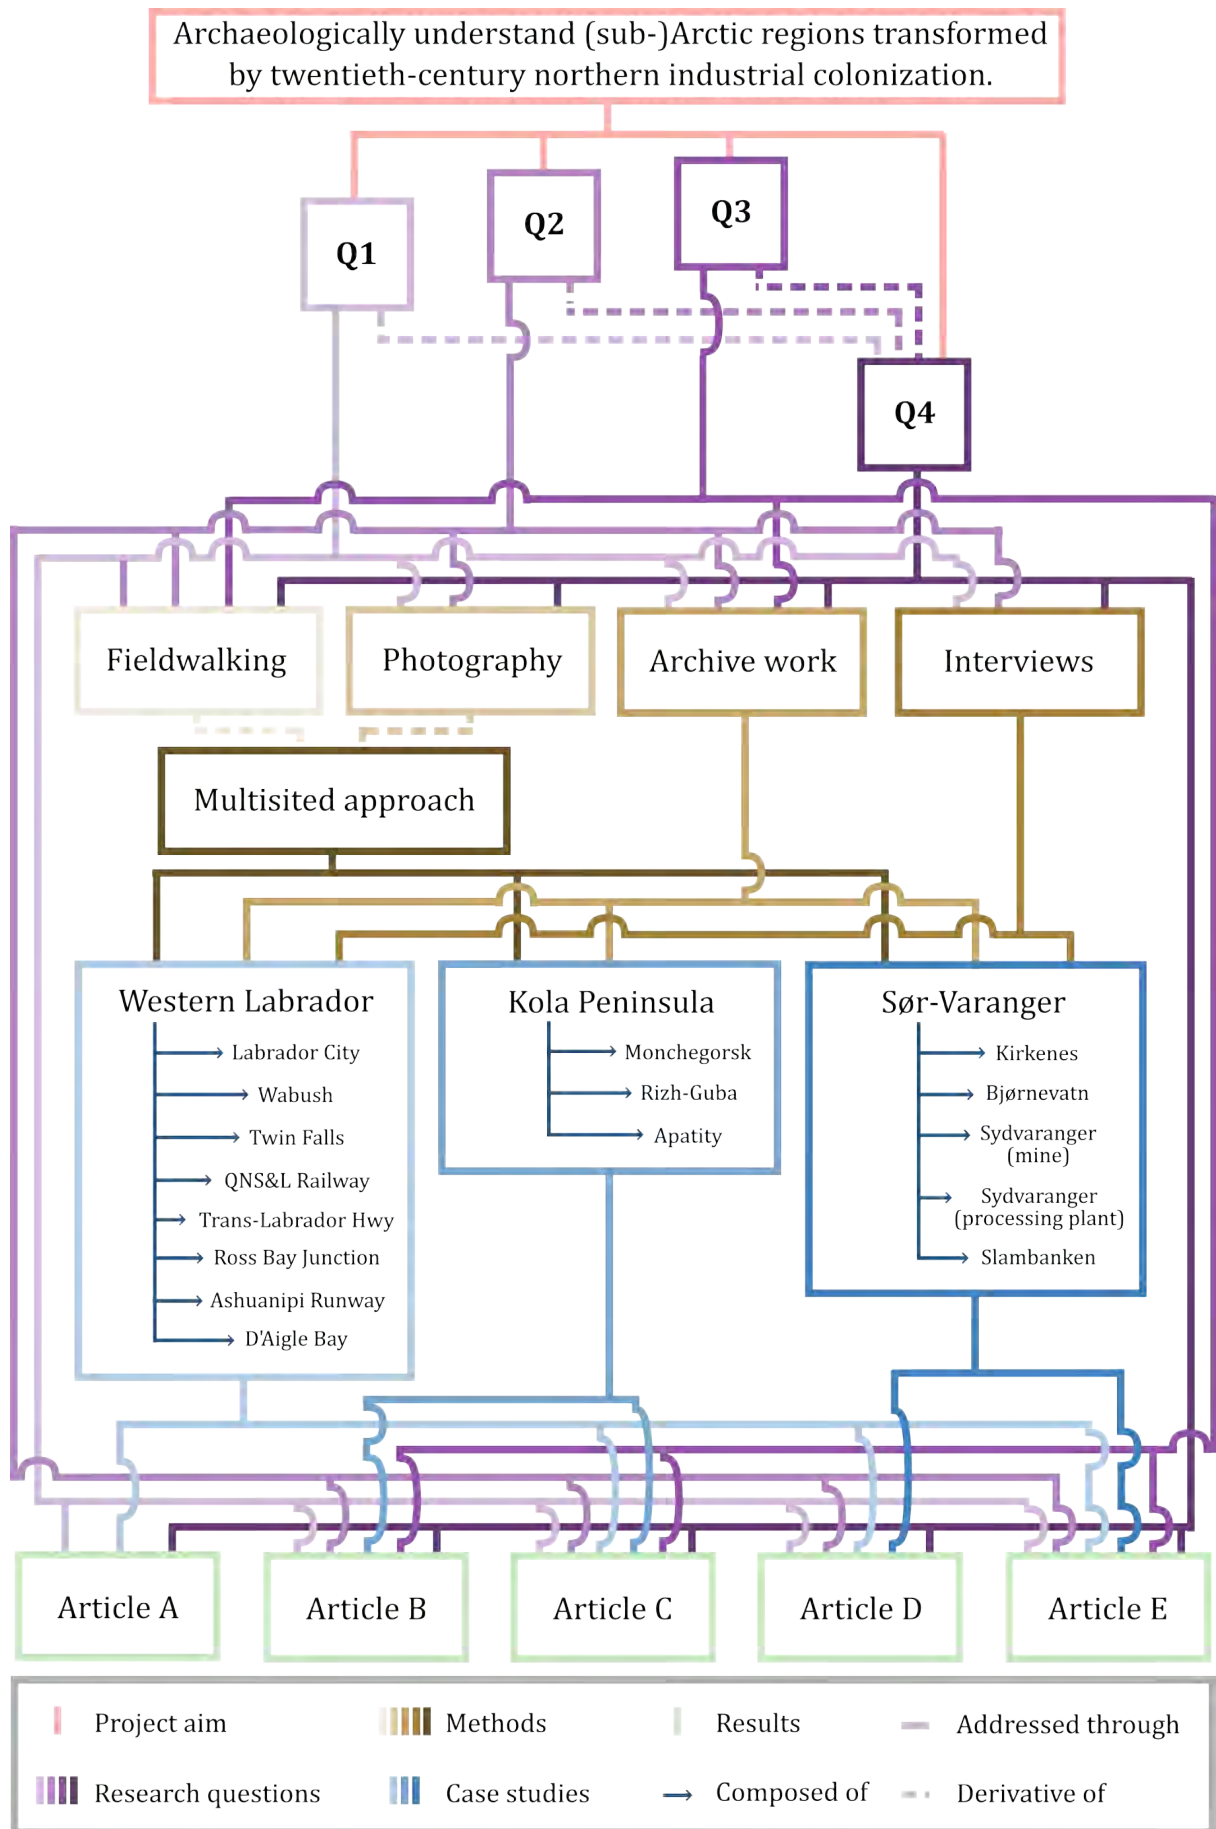 Archaeologically understand (sub-)Arctic regions transformed
by twentieth-century northern industrial colonization.
Q1
Q2
Q3
Q4
Fieldwalking
Photography
Archive work
Interviews
Multisited approach
Western Labrador
Labrador City
Wabush
Twin Falls
QNS&L Railway
Trans-Labrador Hwy
Ross Bay Junction
Ashuanipi Runway
D'Aigle Bay
Kola Peninsula
Monchegorsk
Rizh-Guba
Apatity
Sør-Varanger
Kirkenes
Bjørnevatn
Sydvaranger
(mine)
Sydvaranger
(processing plant)
Slambanken
Article A
Article B
Article C
Article D
Article E
Project aim
Methods
Results
Addressed through
Research questions
Case studies
Composed of
Derivative of